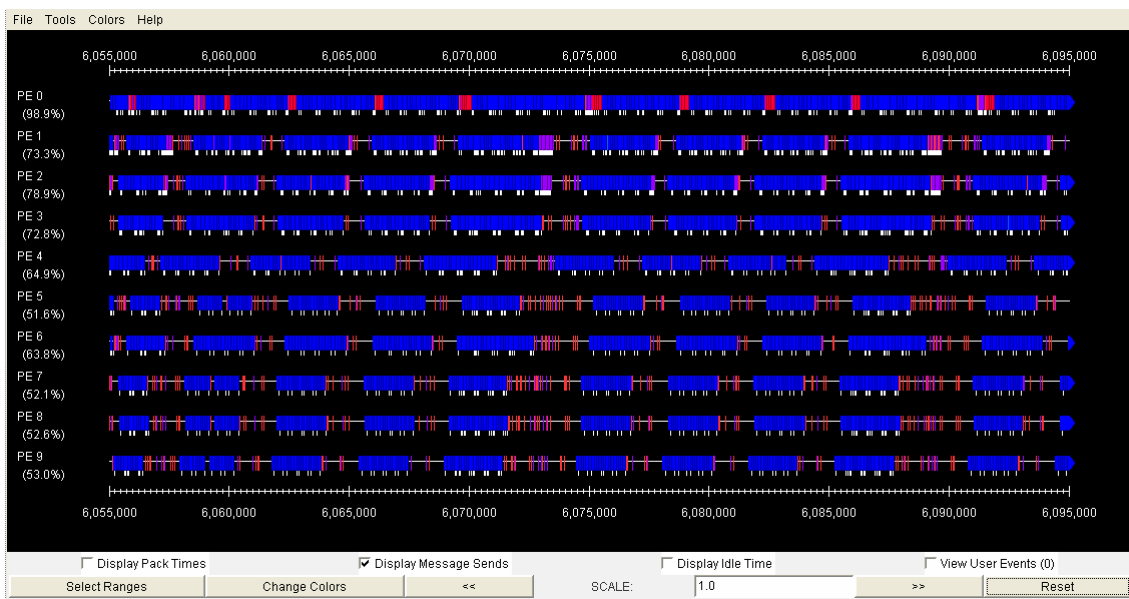 File Tools Colors Help
6,055,000 6,060,000 6,065,000 6,070,000 6,075,000 6,080,000 6,085,000 6,090,000 6,095,000
PE 0
(98.9%)
PE 1
(73.3%)
PE 2
(78.9%)
PE 3
(72.8%)
PE 4
(64.9%)
PE 5
(51.6%)
PE 6
(63.8%)
PE 7
(52.1%)
PE 8
(52.6%)
PE 9
(53.0%)
6,055,000 6,060,000 6,065,000 6,070,000 6,075,000 6,080,000 6,085,000 6,090,000 6,095,000
Display Pack Times Display Message Sends Display Idle Time View User Events (0)
Select Ranges Change Colors << SCALE: 1.0 >> Reset